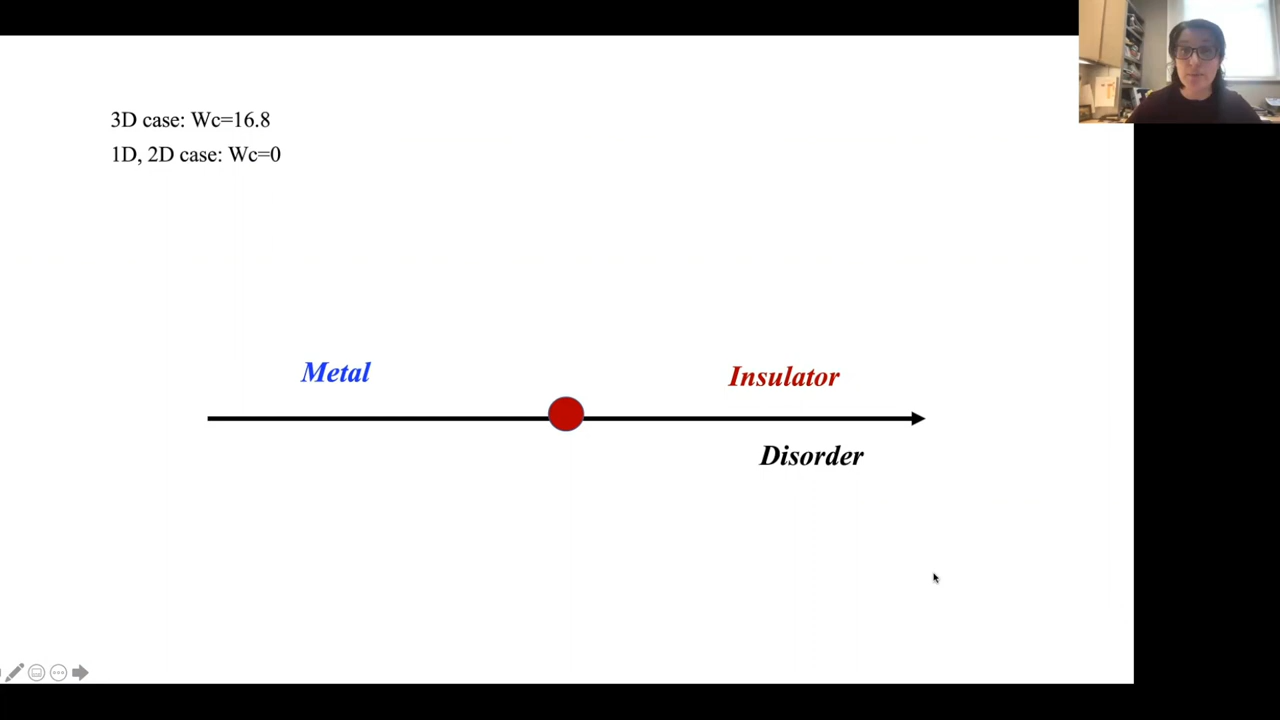 3D case: Wc=16.8
1D, 2D case: Wc=0
Metal
Insulator
Disorder